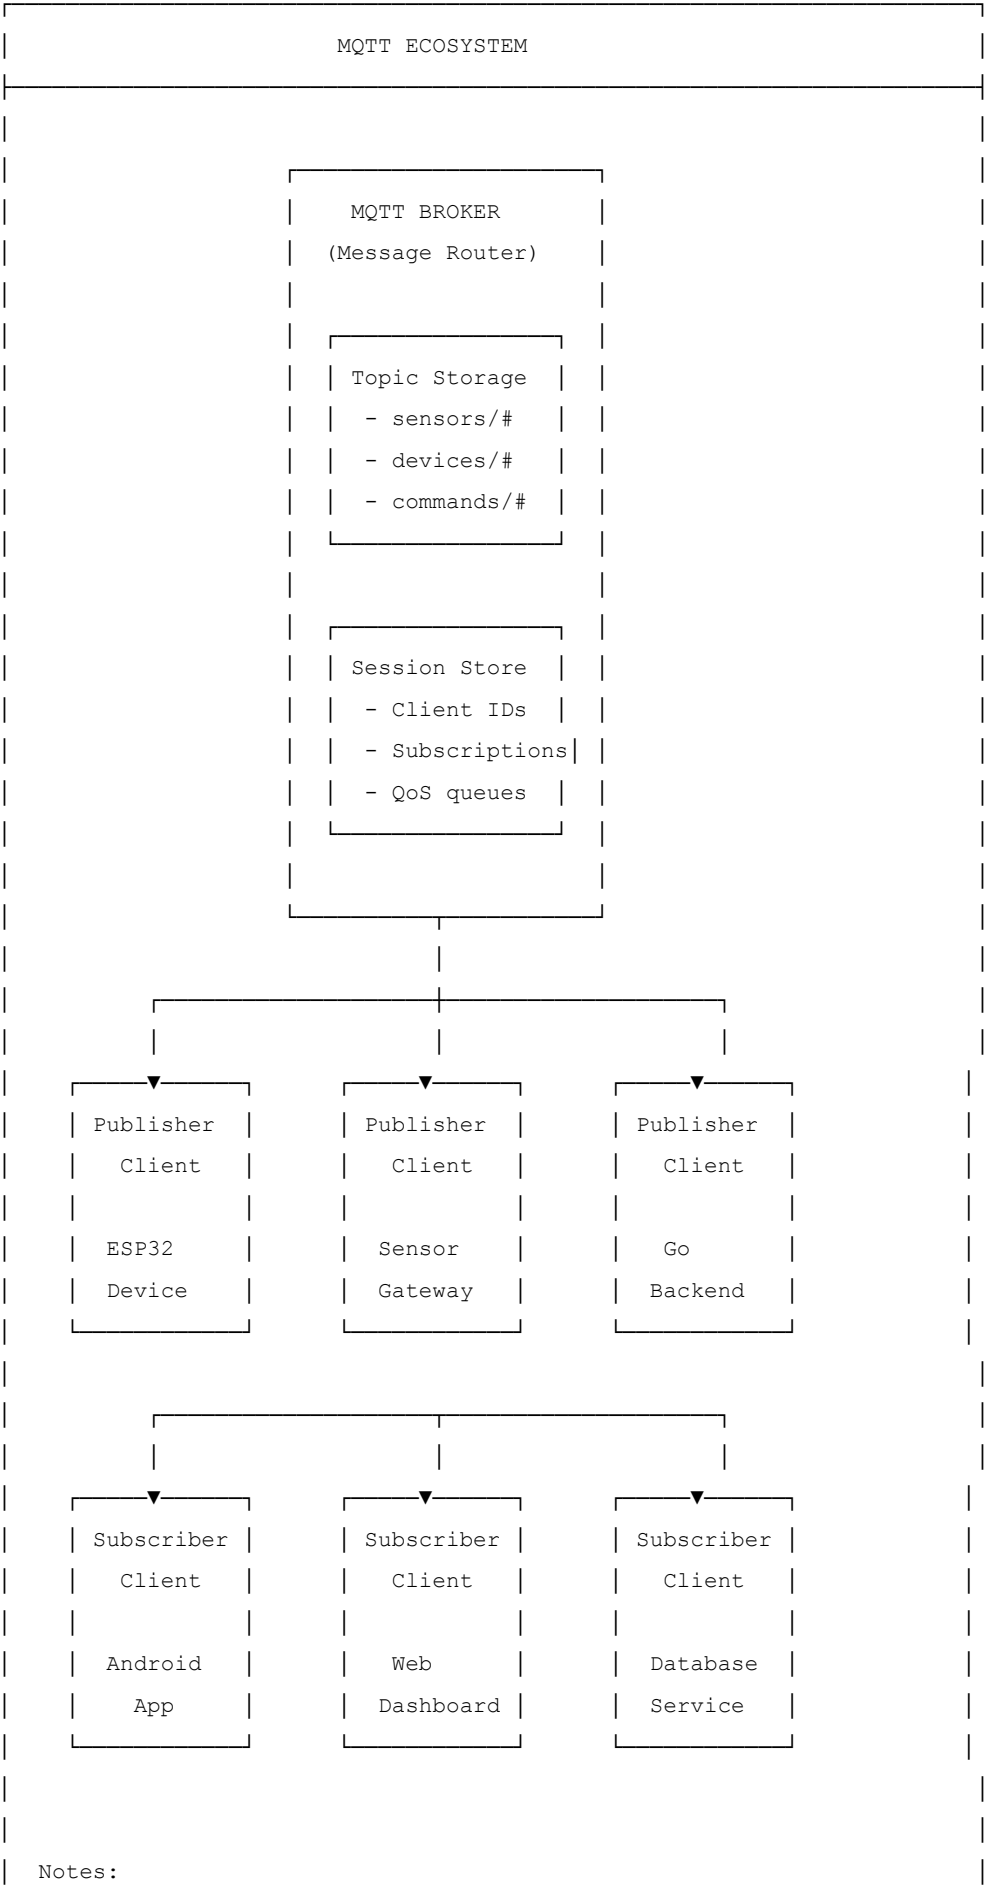 MQTT ECOSYSTEM
MQTT BROKER
(Message Router)
Topic Storage
- sensors/#
- devices/#
- commands/#
Session Store
- Client IDs
- Subscriptions
- QoS queues
Publisher Publisher Publisher
Client Client Client
ESP32 Sensor Go
Device Gateway Backend
Subscriber Subscriber Subscriber
Client Client Client
Android Web Database
App Dashboard Service
Notes: